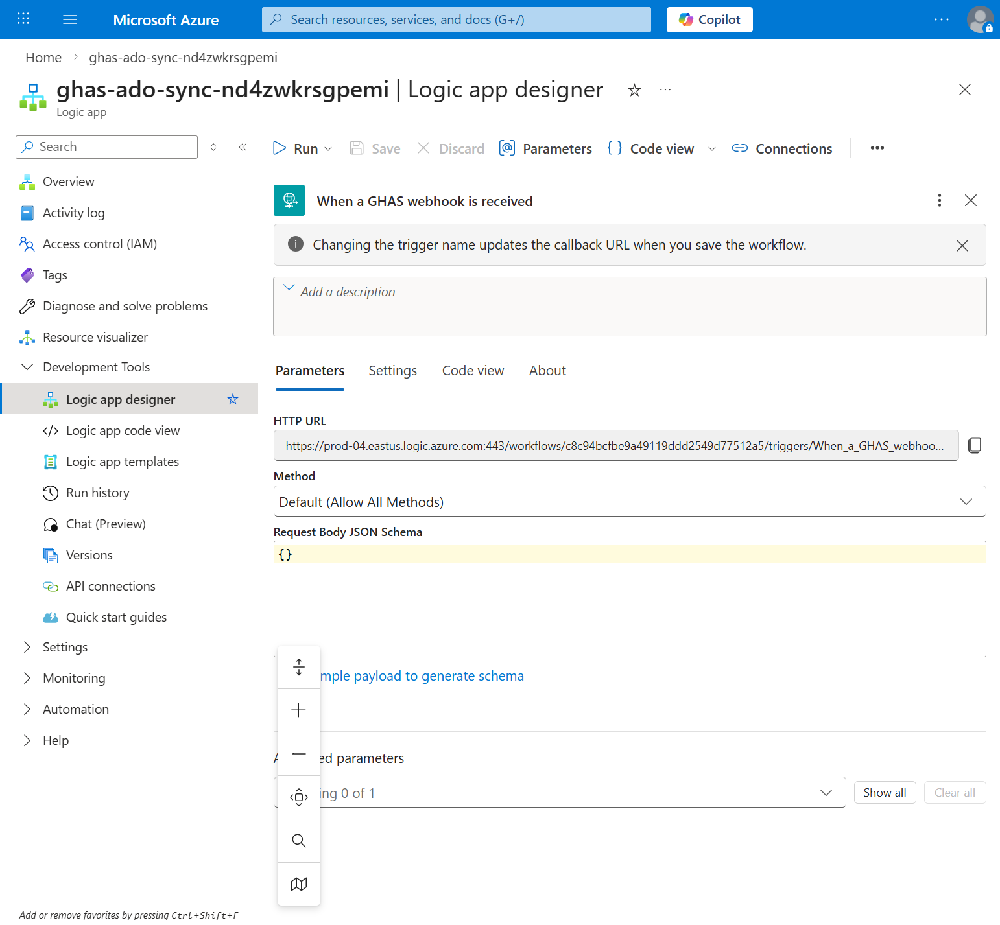 Microsoft Azure
Search resources, services, and docs (G+/)
Copilot
Home
ghas-ado-sync-nd4zwkrsgpemi
ghas-ado-sync-nd4zwkrsgpemi | Logic app designer
Logic app
Search
Run
Save
Discard
Parameters
Code view
Connections
Overview
Activity log
Access control (IAM)
Tags
Diagnose and solve problems
Resource visualizer
Development Tools
Logic app designer
Logic app code view
Logic app templates
Run history
Chat (Preview)
Versions
API connections
Quick start guides
Settings
Monitoring
Automation
Help
Add or remove favorites by pressing Ctrl+Shift+F
When a GHAS webhook is received
Changing the trigger name updates the callback URL when you save the workflow.
Add a description
Parameters
Settings
Code view
About
HTTP URL
https://prod-04.eastus.logic.azure.com:443/workflows/c8c94bcfbe9a49119ddd2549d77512a5/triggers/When_a_GHAS_webhoo...
Method
Default (Allow All Methods)
Request Body JSON Schema
{}
mple payload to generate schema
ed parameters
ing 0 of 1
Show all
Clear all